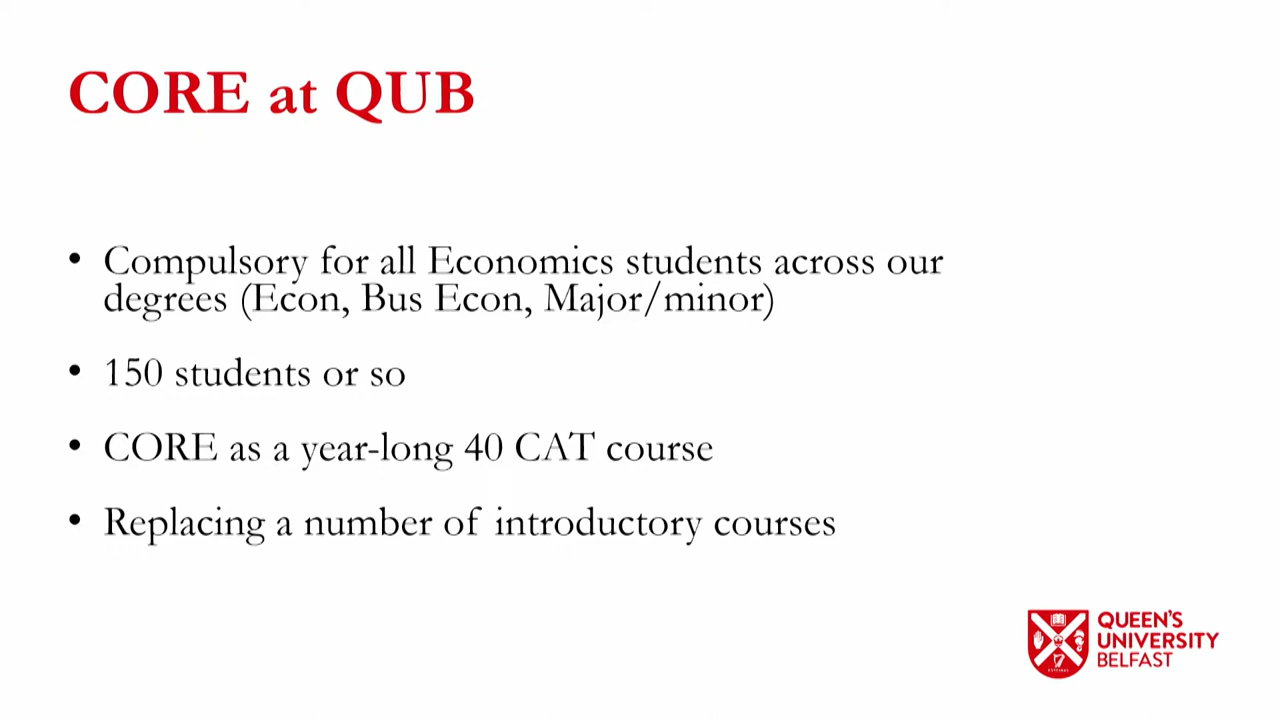 CORE at QUB
• Compulsory for all Economics students across our
degrees (Econ, Bus Econ, Major/minor)
• 150 students or so
• CORE as a year-long 40 CAT course
• Replacing a number of introductory courses
QUEEN'S
UNIVERSITY
BELFAST